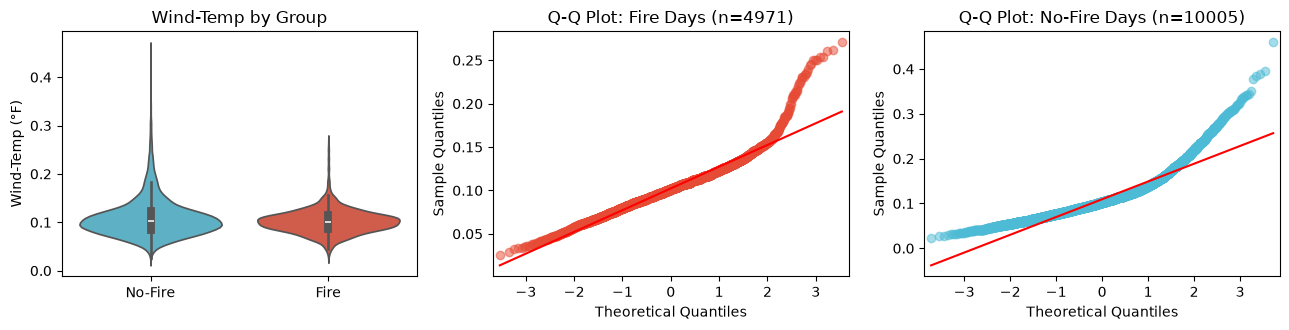 Wind-Temp by Group
Wind-Temp (°F)
0.4
0.3
0.2
0.1
0.0
No-Fire
Fire
Q-Q Plot: Fire Days (n=4971)
Sample Quantiles
0.25
0.20
0.15
0.10
0.05
−3
−2
−1
0
1
2
3
Theoretical Quantiles
Q-Q Plot: No-Fire Days (n=10005)
Sample Quantiles
0.4
0.3
0.2
0.1
0.0
−3
−2
−1
0
1
2
3
Theoretical Quantiles